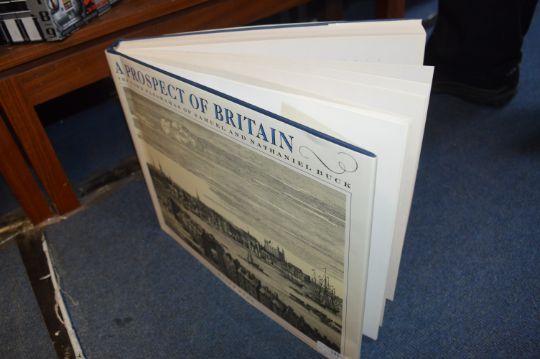 A PROSPECT OF BRITAIN
THE TOWN PANORAMAS OF SAMUEL AND NATHANIEL BUCK